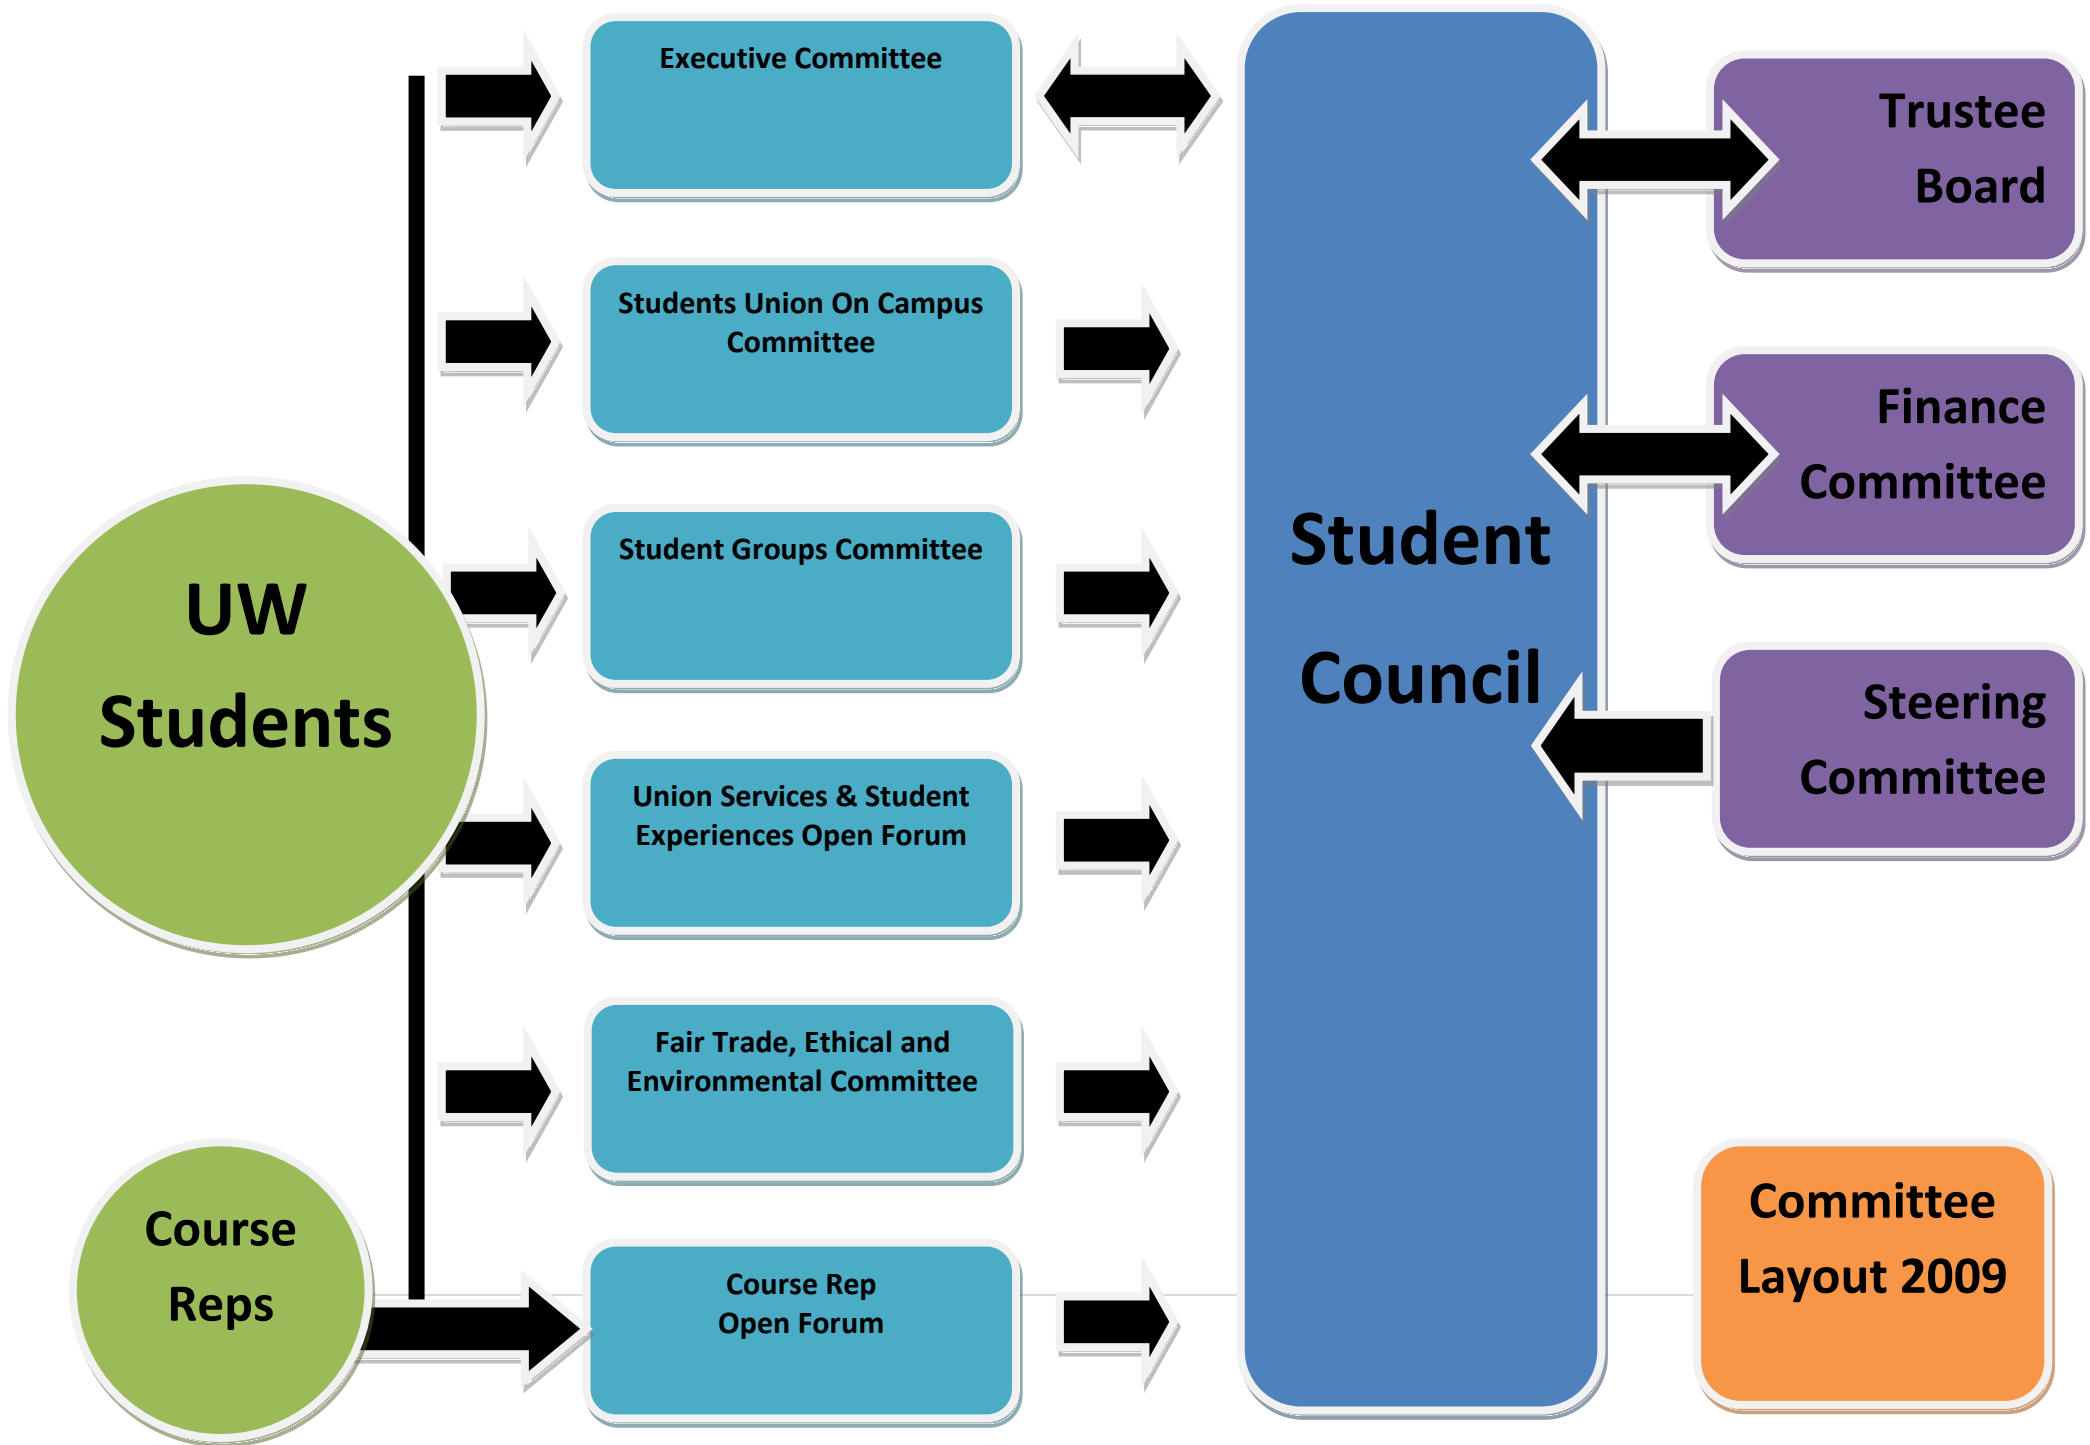 Executive Committee
Students Union On Campus
Committee
Student Groups Committee
Union Services & Student
Experiences Open Forum
Fair Trade, Ethical and
Environmental Committee
Course Rep
Open Forum
UW
Students
Course
Reps
Student
Council
Trustee
Board
Finance
Committee
Steering
Committee
Committee
Layout 2009